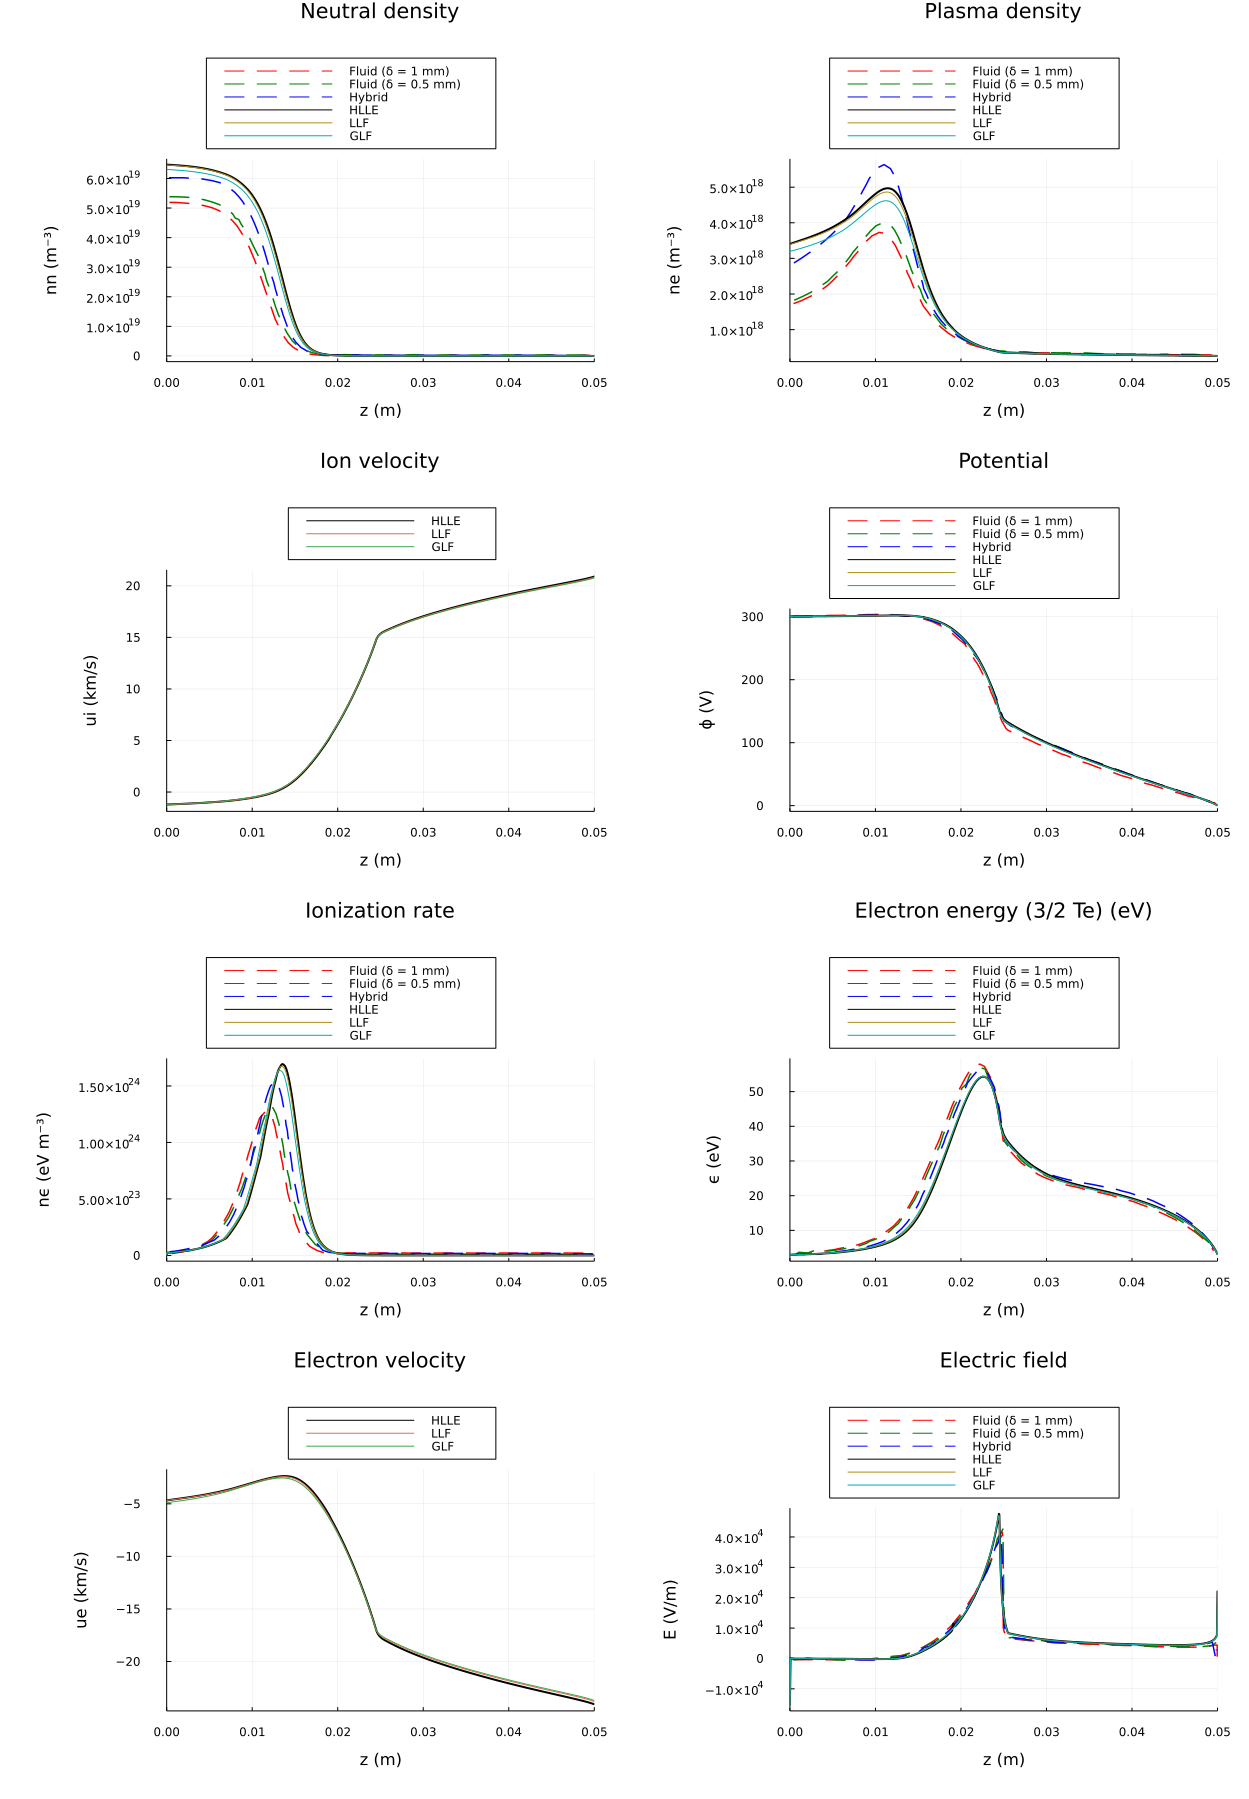 Neutral density
Fluid (δ = 1 mm)
Fluid (δ = 0.5 mm)
Hybrid
HLLE
LLF
GLF
6.0×10¹⁹
5.0×10¹⁹
4.0×10¹⁹
3.0×10¹⁹
2.0×10¹⁹
1.0×10¹⁹
0
nn (m⁻³)
0.00 0.01 0.02 0.03 0.04 0.05
z (m)
Plasma density
Fluid (δ = 1 mm)
Fluid (δ = 0.5 mm)
Hybrid
HLLE
LLF
GLF
5.0×10¹⁸
4.0×10¹⁸
3.0×10¹⁸
2.0×10¹⁸
1.0×10¹⁸
ne (m⁻³)
0.00 0.01 0.02 0.03 0.04 0.05
z (m)
Ion velocity
HLLE
LLF
GLF
20
15
10
5
0
ui (km/s)
0.00 0.01 0.02 0.03 0.04 0.05
z (m)
Potential
Fluid (δ = 1 mm)
Fluid (δ = 0.5 mm)
Hybrid
HLLE
LLF
GLF
300
200
100
0
ϕ (V)
0.00 0.01 0.02 0.03 0.04 0.05
z (m)
Ionization rate
Fluid (δ = 1 mm)
Fluid (δ = 0.5 mm)
Hybrid
HLLE
LLF
GLF
1.50×10²⁴
1.00×10²⁴
5.00×10²³
0
nϵ (eV m⁻³)
0.00 0.01 0.02 0.03 0.04 0.05
z (m)
Electron energy (3/2 Te) (eV)
Fluid (δ = 1 mm)
Fluid (δ = 0.5 mm)
Hybrid
HLLE
LLF
GLF
50
40
30
20
10
ϵ (eV)
0.00 0.01 0.02 0.03 0.04 0.05
z (m)
Electron velocity
HLLE
LLF
GLF
−5
−10
−15
−20
ue (km/s)
0.00 0.01 0.02 0.03 0.04 0.05
z (m)
Electric field
Fluid (δ = 1 mm)
Fluid (δ = 0.5 mm)
Hybrid
HLLE
LLF
GLF
4.0×10⁴
3.0×10⁴
2.0×10⁴
1.0×10⁴
0
−1.0×10⁴
E (V/m)
0.00 0.01 0.02 0.03 0.04 0.05
z (m)